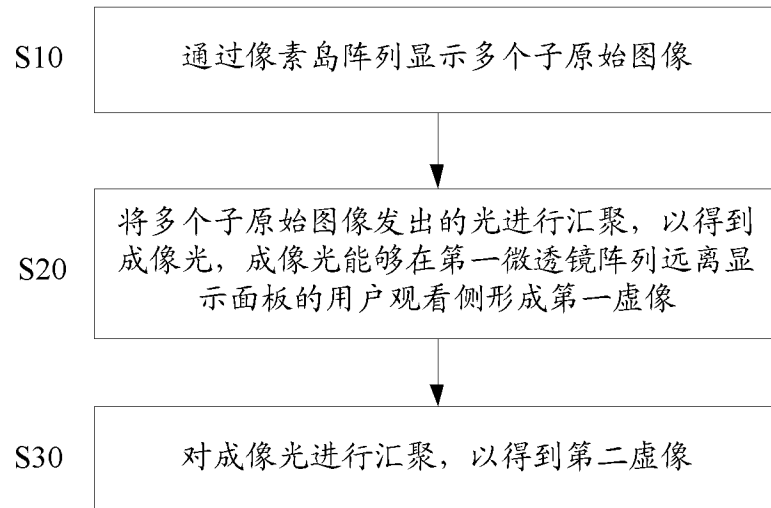 S10
通过像素岛阵列显示多个子原始图像
S20
将多个子原始图像发出的光进行汇聚，以得到
成像光，成像光能够在第一微透镜阵列远离显
示面板的用户观看侧形成第一虚像
S30
对成像光进行汇聚，以得到第二虚像